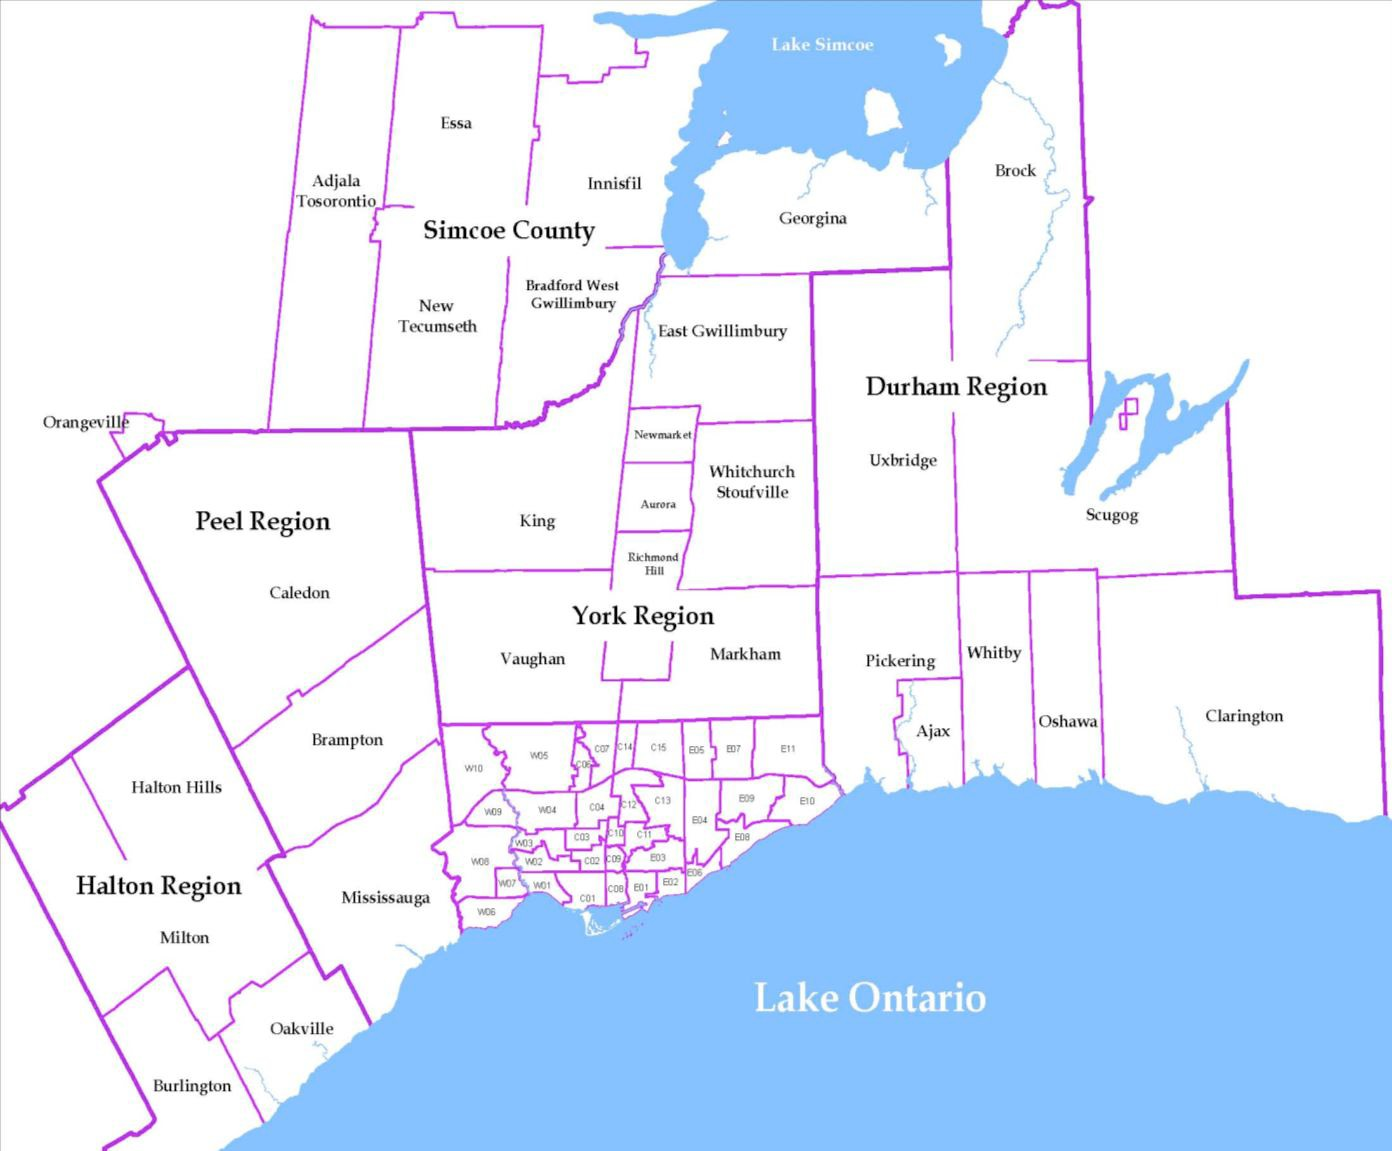 Lake Simcoe
Essa
Brock
Adjala
Tosorontio
Innisfil
Georgina
Simcoe County
Bradford West
Gwillimbury
New
Tecumseth
East Gwillimbury
Durham Region
Orangeville
Newmarket
Uxbridge
Whitchurch
Stoufville
Aurora
Scugog
Peel Region
King
Richmond
Hill
Caledon
York Region
Vaughan
Markham
Pickering
Whitby
Clarington
Oshawa
Ajax
Brampton
Halton Hills
W10
W05
C06
C07
C14
C15
E05
E07
E11
W09
W04
C04
C12
C13
E09
E10
E04
W03
C03
C10
C11
E08
W08
W02
C02
C09
E03
E06
W07
W01
C01
C08
E01
E02
W06
Halton Region
Mississauga
Milton
Lake Ontario
Oakville
Burlington